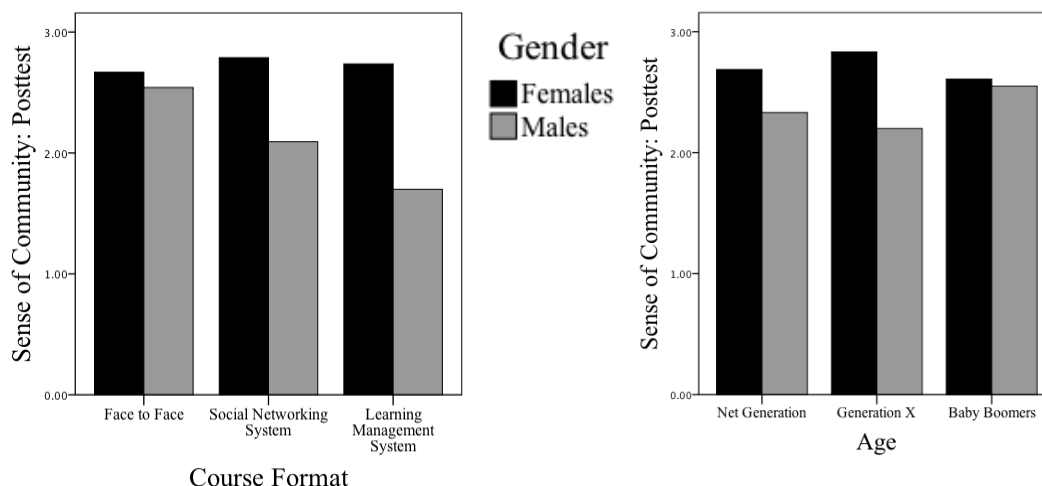 Sense of Community: Posttest
3.00
2.00
1.00
0.00
Face to Face
Social Networking
System
Learning
Management
System
Course Format
Gender
Females
Males
Sense of Community: Posttest
3.00
2.00
1.00
0.00
Net Generation
Generation X
Baby Boomers
Age